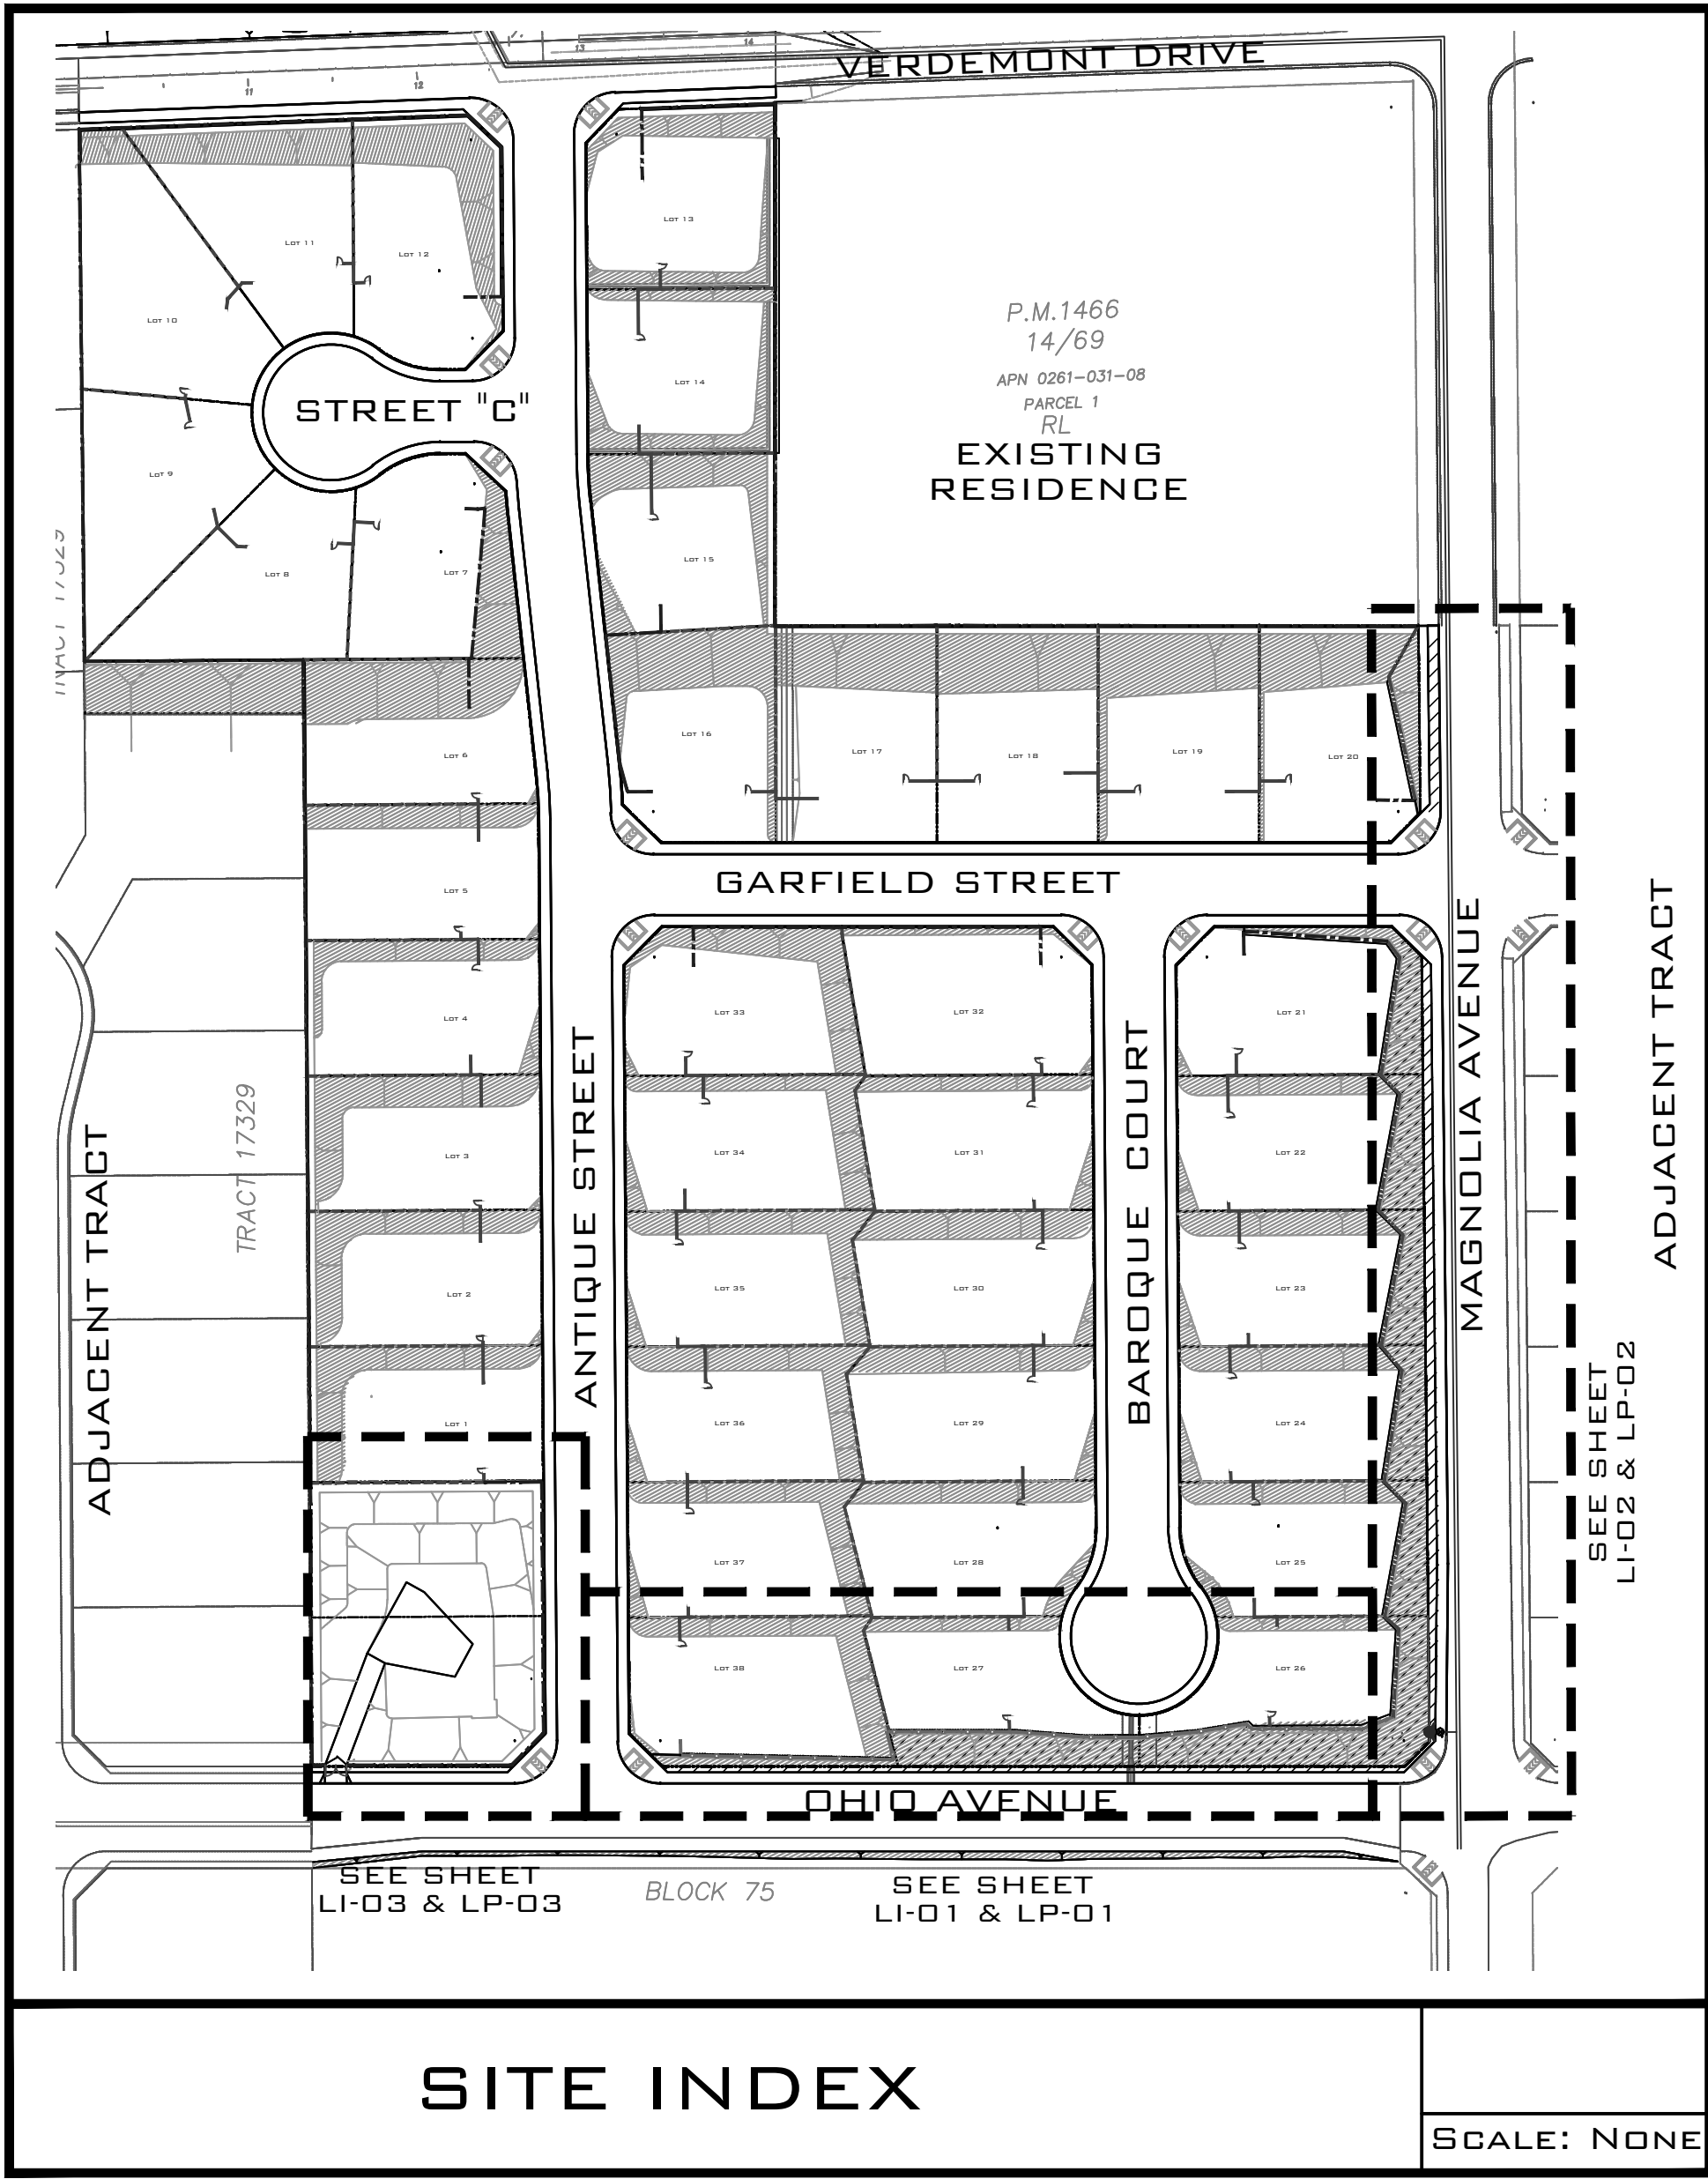 13
14
VERDEMONT DRIVE
11
12
Lot 13
Lot 11
Lot 12
Lot 10
P.M.1466
14/69
APN 0261-031-08
PARCEL 1
RL
EXISTING
RESIDENCE
Lot 14
STREET "C"
Lot 9
Lot 15
Lot 8
Lot 7
TRACT 17329
Lot 16
Lot 17
Lot 18
Lot 19
Lot 20
Lot 6
GARFIELD STREET
Lot 5
Lot 4
Lot 33
Lot 32
Lot 21
ANTIQUE STREET
BAROQUE COURT
MAGNOLIA AVENUE
ADJACENT TRACT
ADJACENT TRACT
TRACT 17329
Lot 3
Lot 34
Lot 31
Lot 22
Lot 2
Lot 35
Lot 30
Lot 23
Lot 1
Lot 36
Lot 29
Lot 24
SEE SHEET
LI-02 & LP-02
Lot 37
Lot 28
Lot 25
Lot 38
Lot 27
Lot 26
OHIO AVENUE
SEE SHEET
LI-03 & LP-03
BLOCK 75
SEE SHEET
LI-01 & LP-01
SITE INDEX
Scale: None